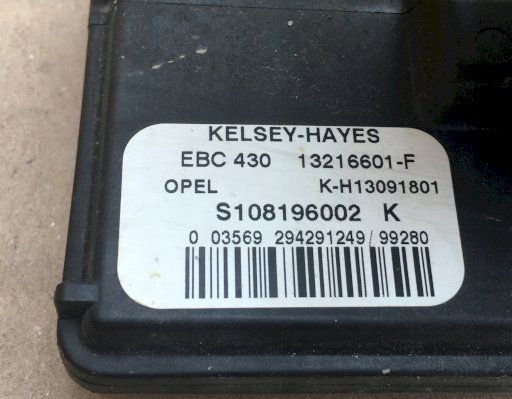 KELSEY-HAYES
EBC 430 13216601-F
OPEL K-H13091801
S108196002 K
0 03569 294291249 99280